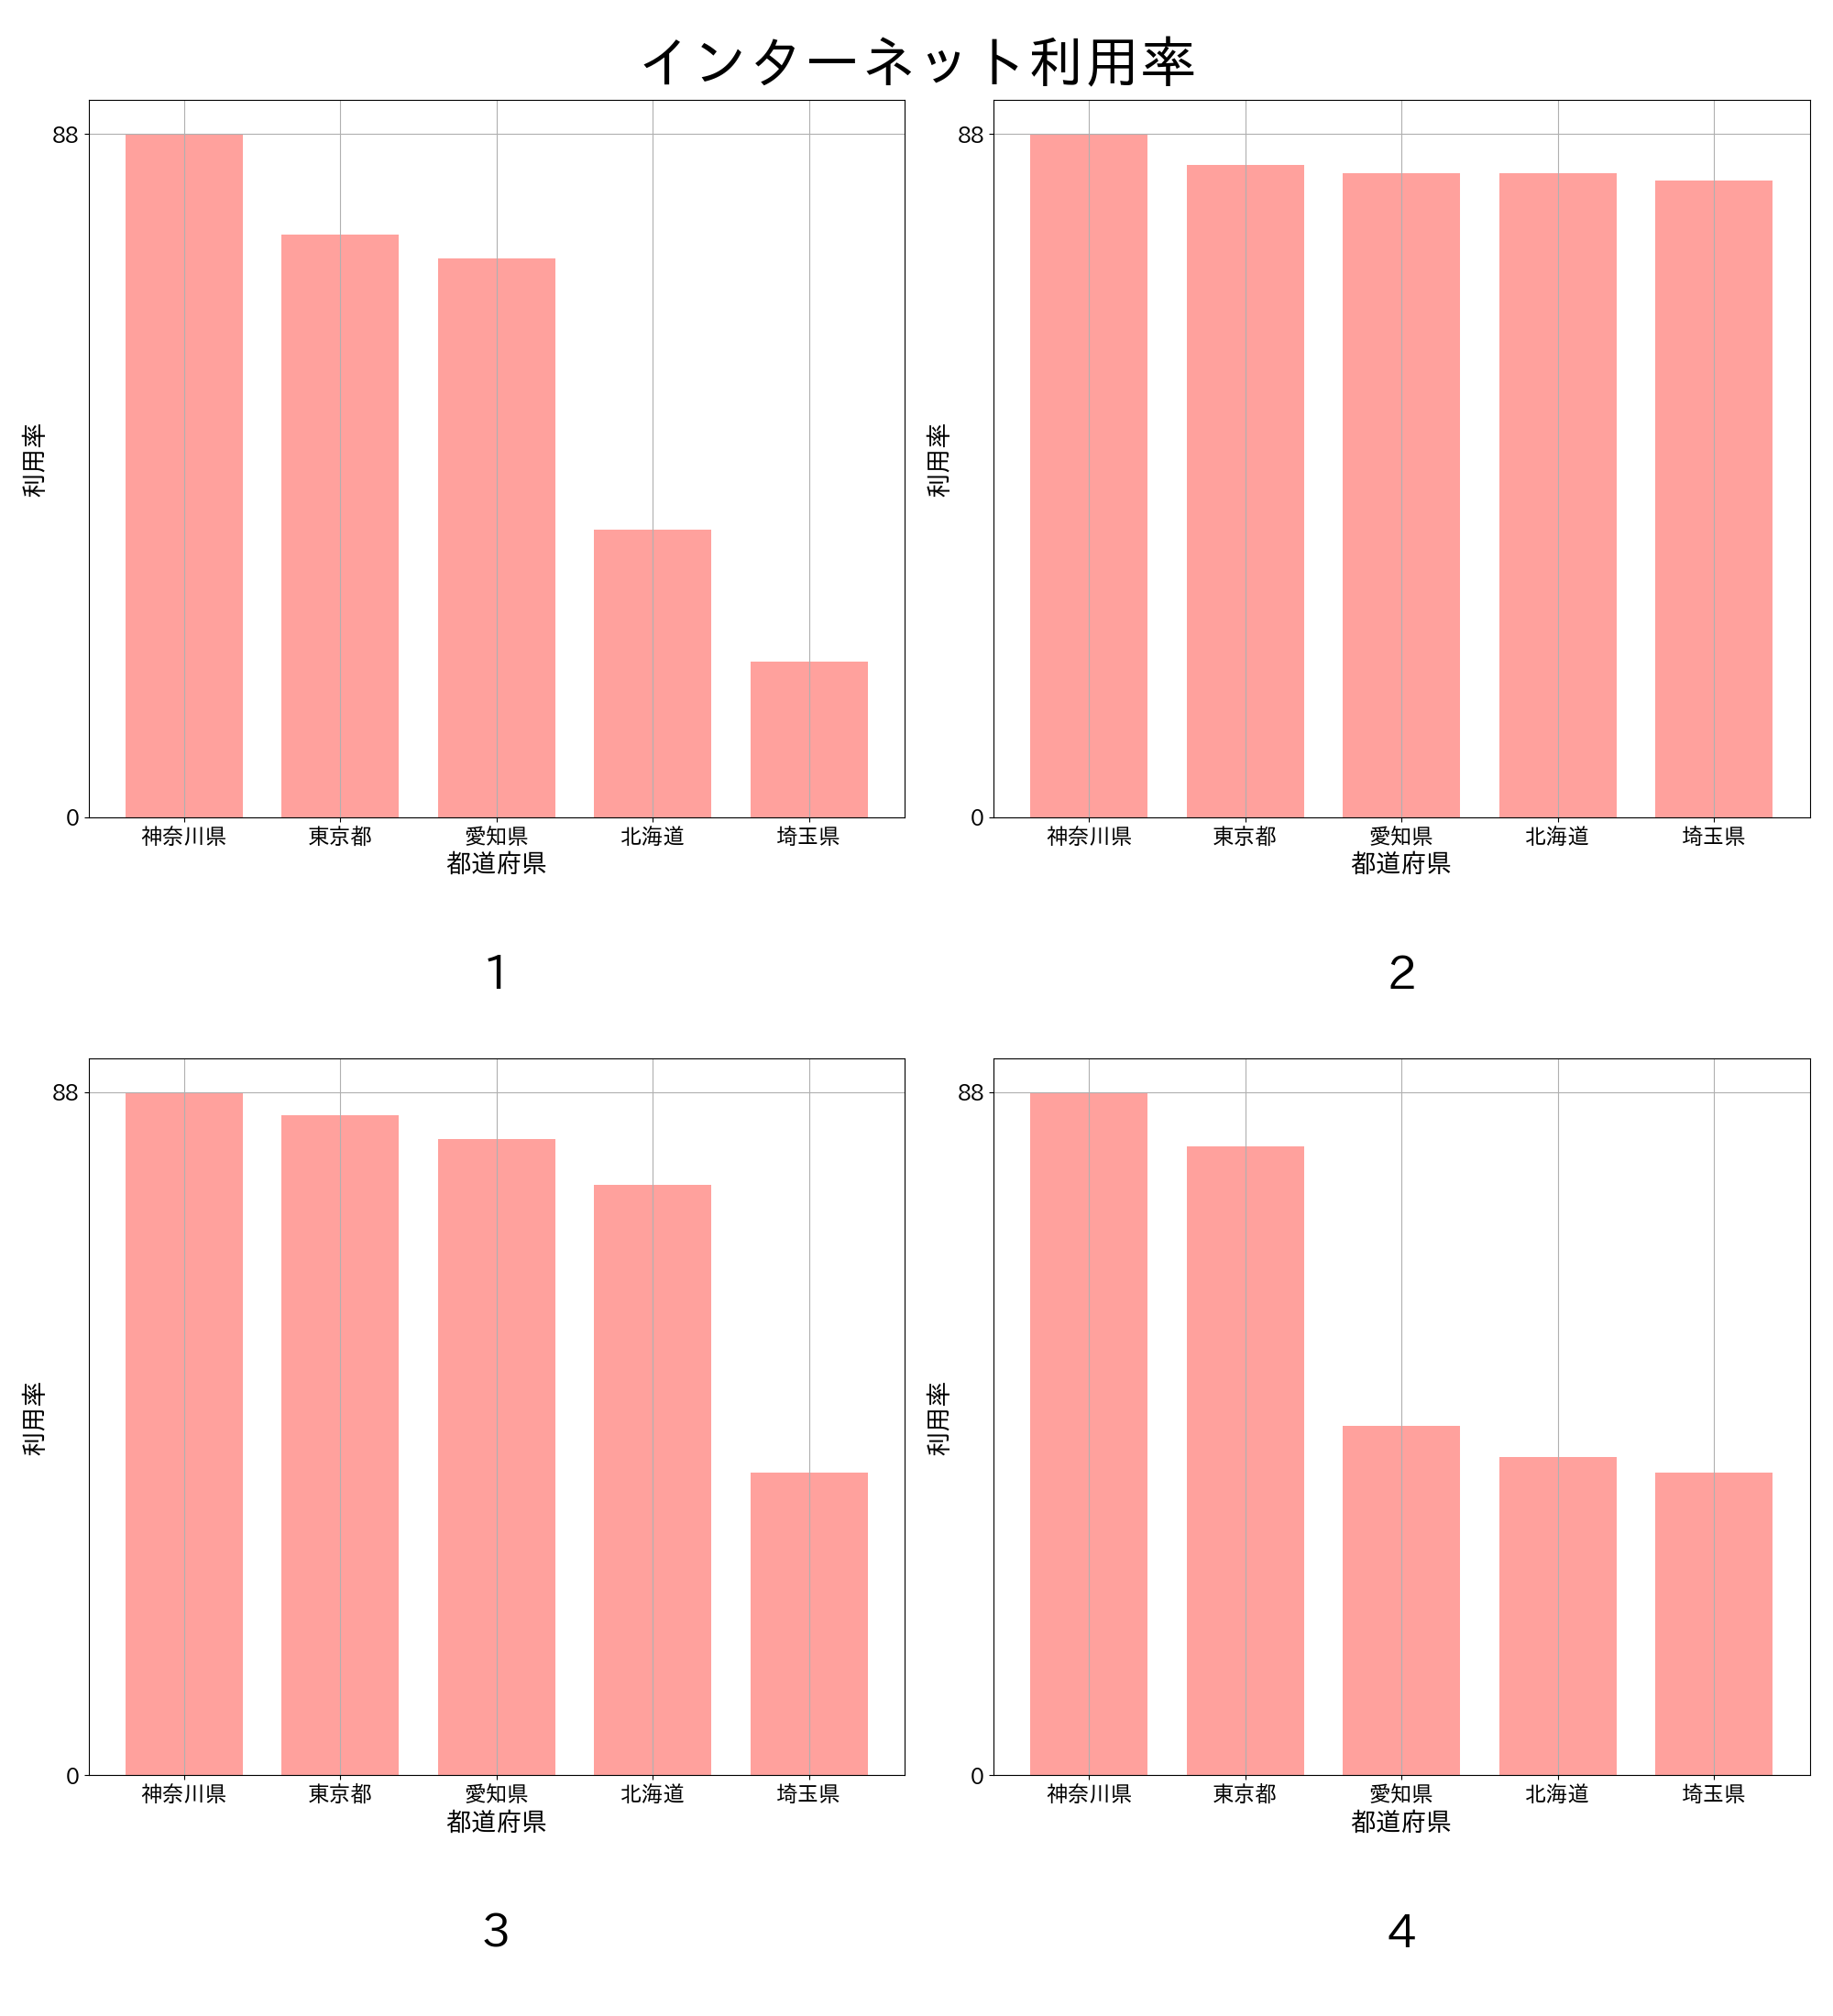 インターネット利用率
88
0
利用率
神奈川県 東京都 愛知県 北海道 埼玉県
都道府県
1
88
0
利用率
神奈川県 東京都 愛知県 北海道 埼玉県
都道府県
2
88
0
利用率
神奈川県 東京都 愛知県 北海道 埼玉県
都道府県
3
88
0
利用率
神奈川県 東京都 愛知県 北海道 埼玉県
都道府県
4